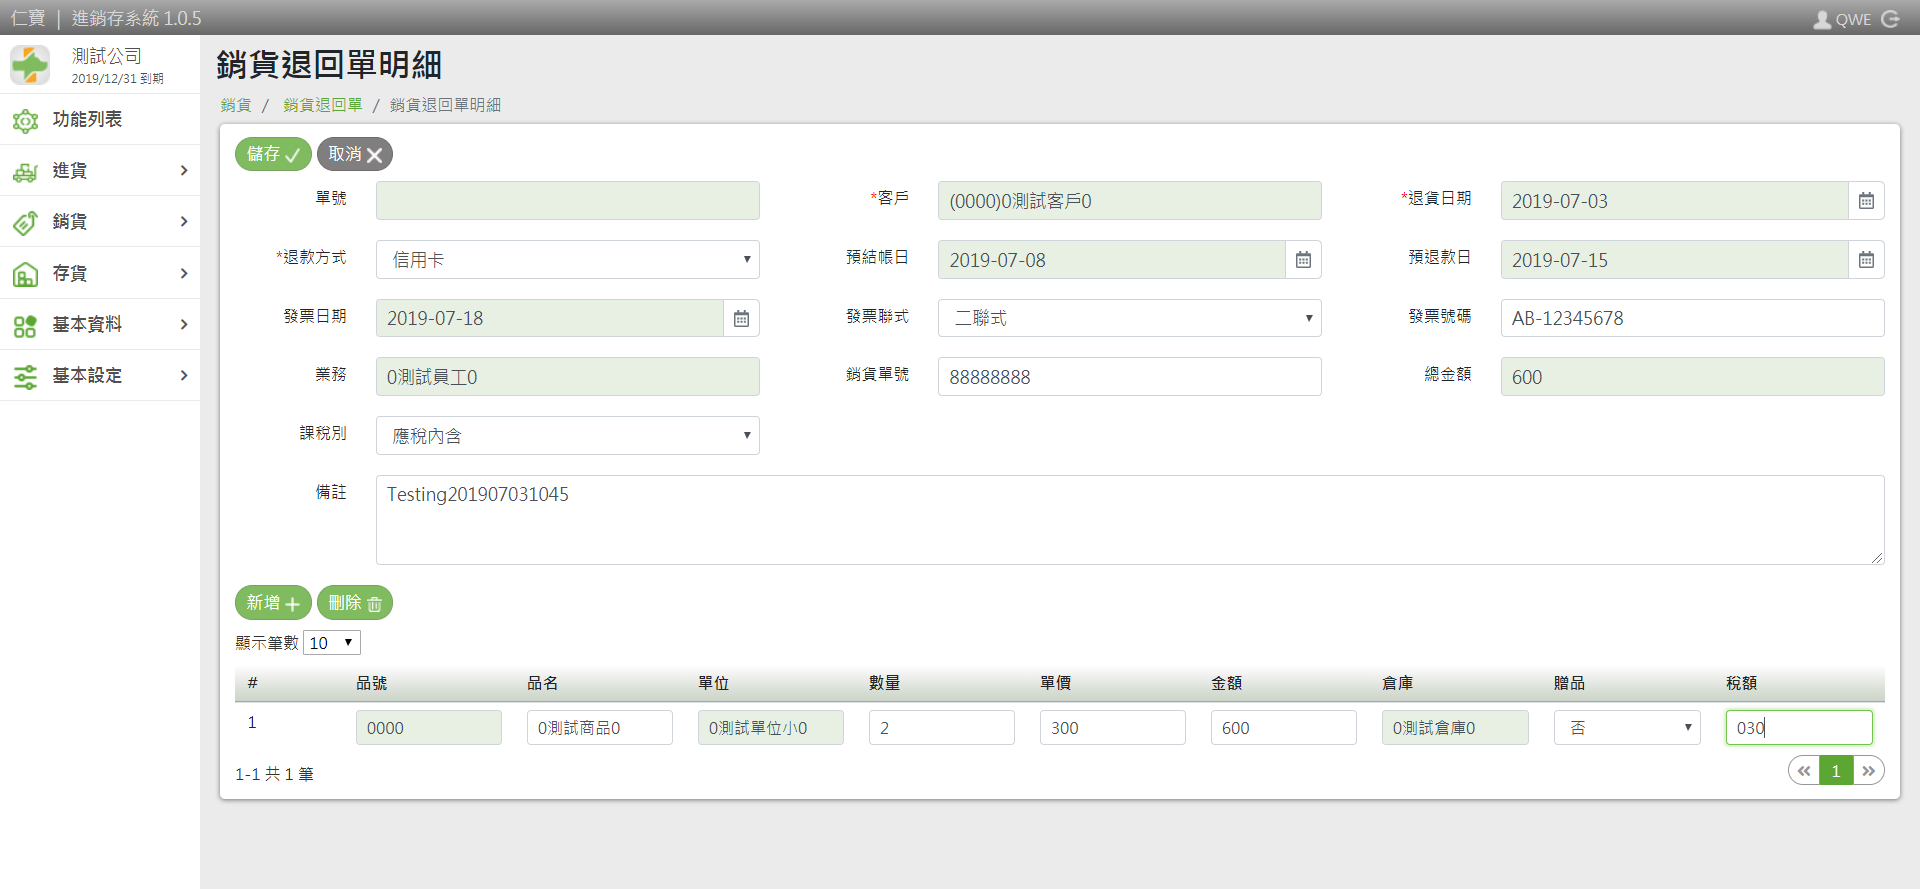 仁寶 | 進銷存系統 1.0.5
QWE
測試公司
2019/12/31 到期
功能列表
進貨
銷貨
存貨
基本資料
基本設定
銷貨退回單明細
銷貨 / 銷貨退回單 / 銷貨退回單明細
儲存 取消
單號
*客戶 (0000)0測試客戶0
*退貨日期 2019-07-03
*退款方式 信用卡
預結帳日 2019-07-08
預退款日 2019-07-15
發票日期 2019-07-18
發票聯式 二聯式
發票號碼 AB-12345678
業務 0測試員工0
銷貨單號 88888888
總金額 600
課稅別 應稅內含
備註 Testing201907031045
新增 刪除
顯示筆數 10
# 品號 品名 單位 數量 單價 金額 倉庫 贈品 稅額
1 0000 0測試商品0 0測試單位小0 2 300 600 0測試倉庫0 否 030
1-1 共 1 筆
« 1 »